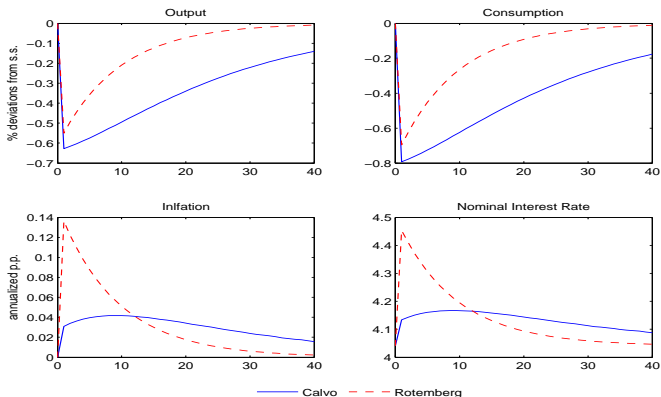 Output
Consumption
% deviations from s.s.
0
−0.1
−0.2
−0.3
−0.4
−0.5
−0.6
−0.7
0 10 20 30 40
0
−0.2
−0.4
−0.6
−0.8
0 10 20 30 40
Inlfation
Nominal Interest Rate
annualized p.p.
0.14
0.12
0.1
0.08
0.06
0.04
0.02
0
0 10 20 30 40
4.5
4.4
4.3
4.2
4.1
4
0 10 20 30 40
Calvo Rotemberg